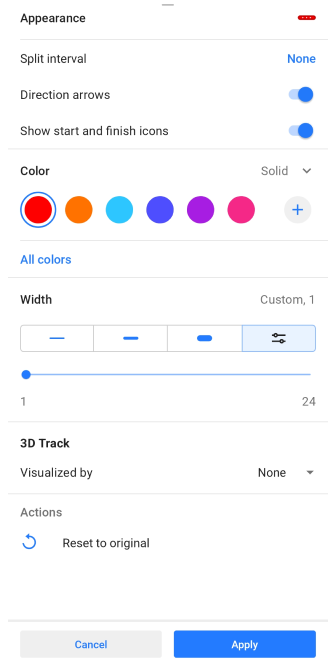 Appearance
Split interval None
Direction arrows
Show start and finish icons
Color Solid
All colors
Width Custom, 1
1 24
3D Track
Visualized by None
Actions
Reset to original
Cancel Apply